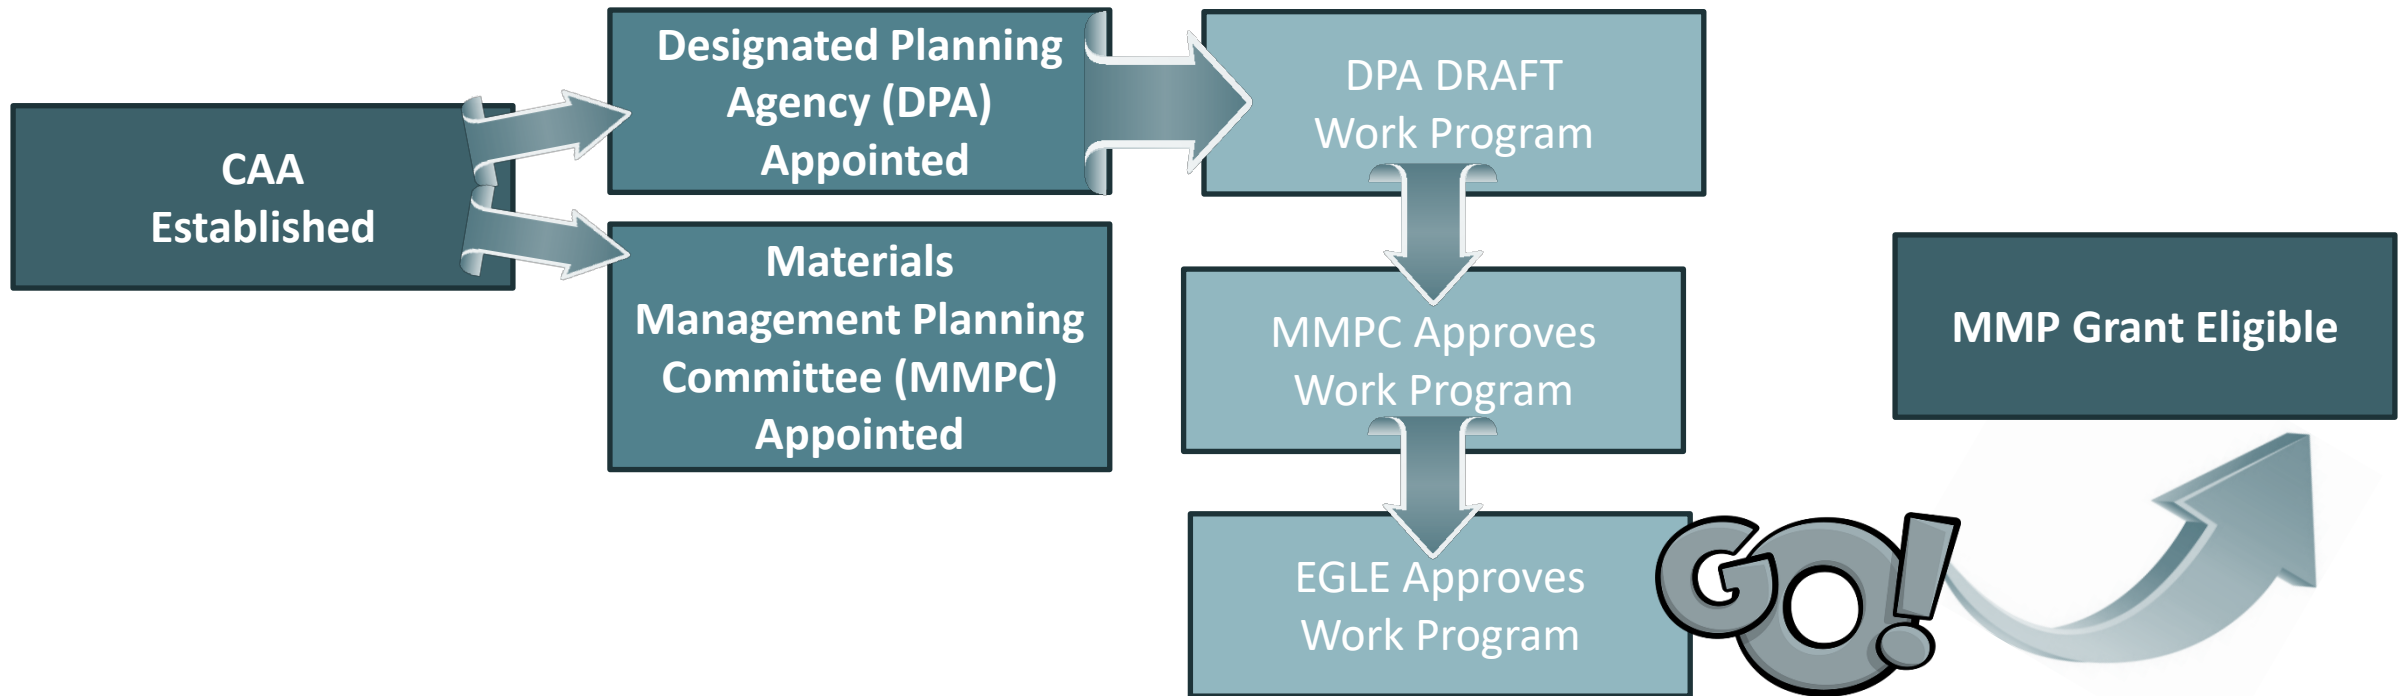 CAA
Established
Designated Planning
Agency (DPA)
Appointed
Materials
Management Planning
Committee (MMPC)
Appointed
DPA DRAFT
Work Program
MMPC Approves
Work Program
EGLE Approves
Work Program
GO!
MMP Grant Eligible